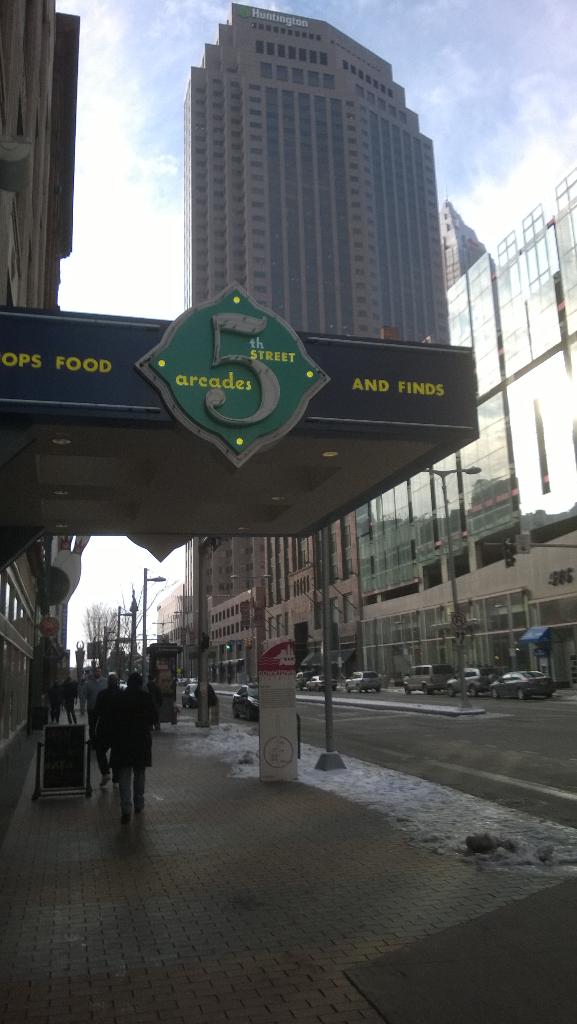 Huntington
OPS FOOD
5
th
STREET
arcades
AND FINDS